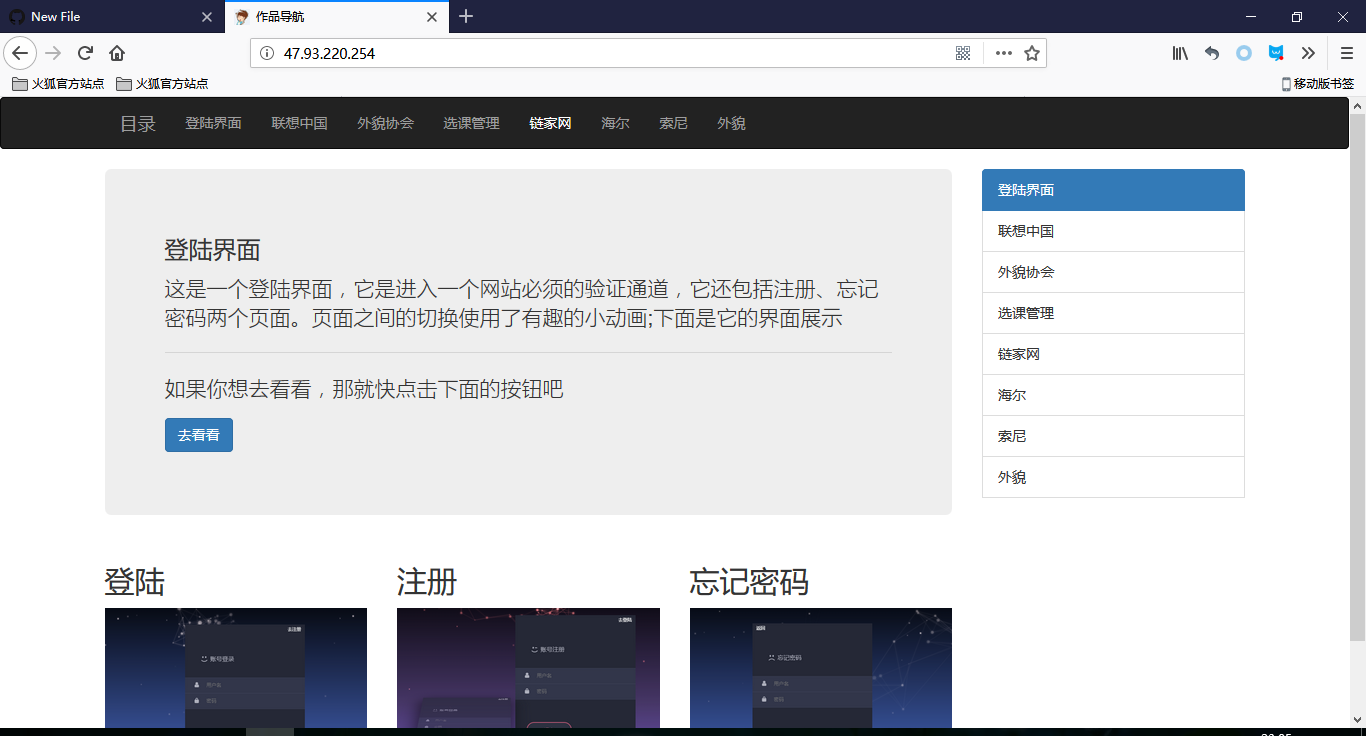 New File
作品导航
47.93.220.254
火狐官方站点
火狐官方站点
移动版书签
目录
登陆界面
联想中国
外貌协会
选课管理
链家网
海尔
索尼
外貌
登陆界面
这是一个登陆界面，它是进入一个网站必须的验证通道，它还包括注册、忘记
密码两个页面。页面之间的切换使用了有趣的小动画;下面是它的界面展示
如果你想去看看，那就快点击下面的按钮吧
去看看
登陆界面
联想中国
外貌协会
选课管理
链家网
海尔
索尼
外貌
登陆
注册
忘记密码
去注册
账号登录
用户名
密码
去登陆
账号注册
用户名
密码
返回
忘记密码
用户名
密码